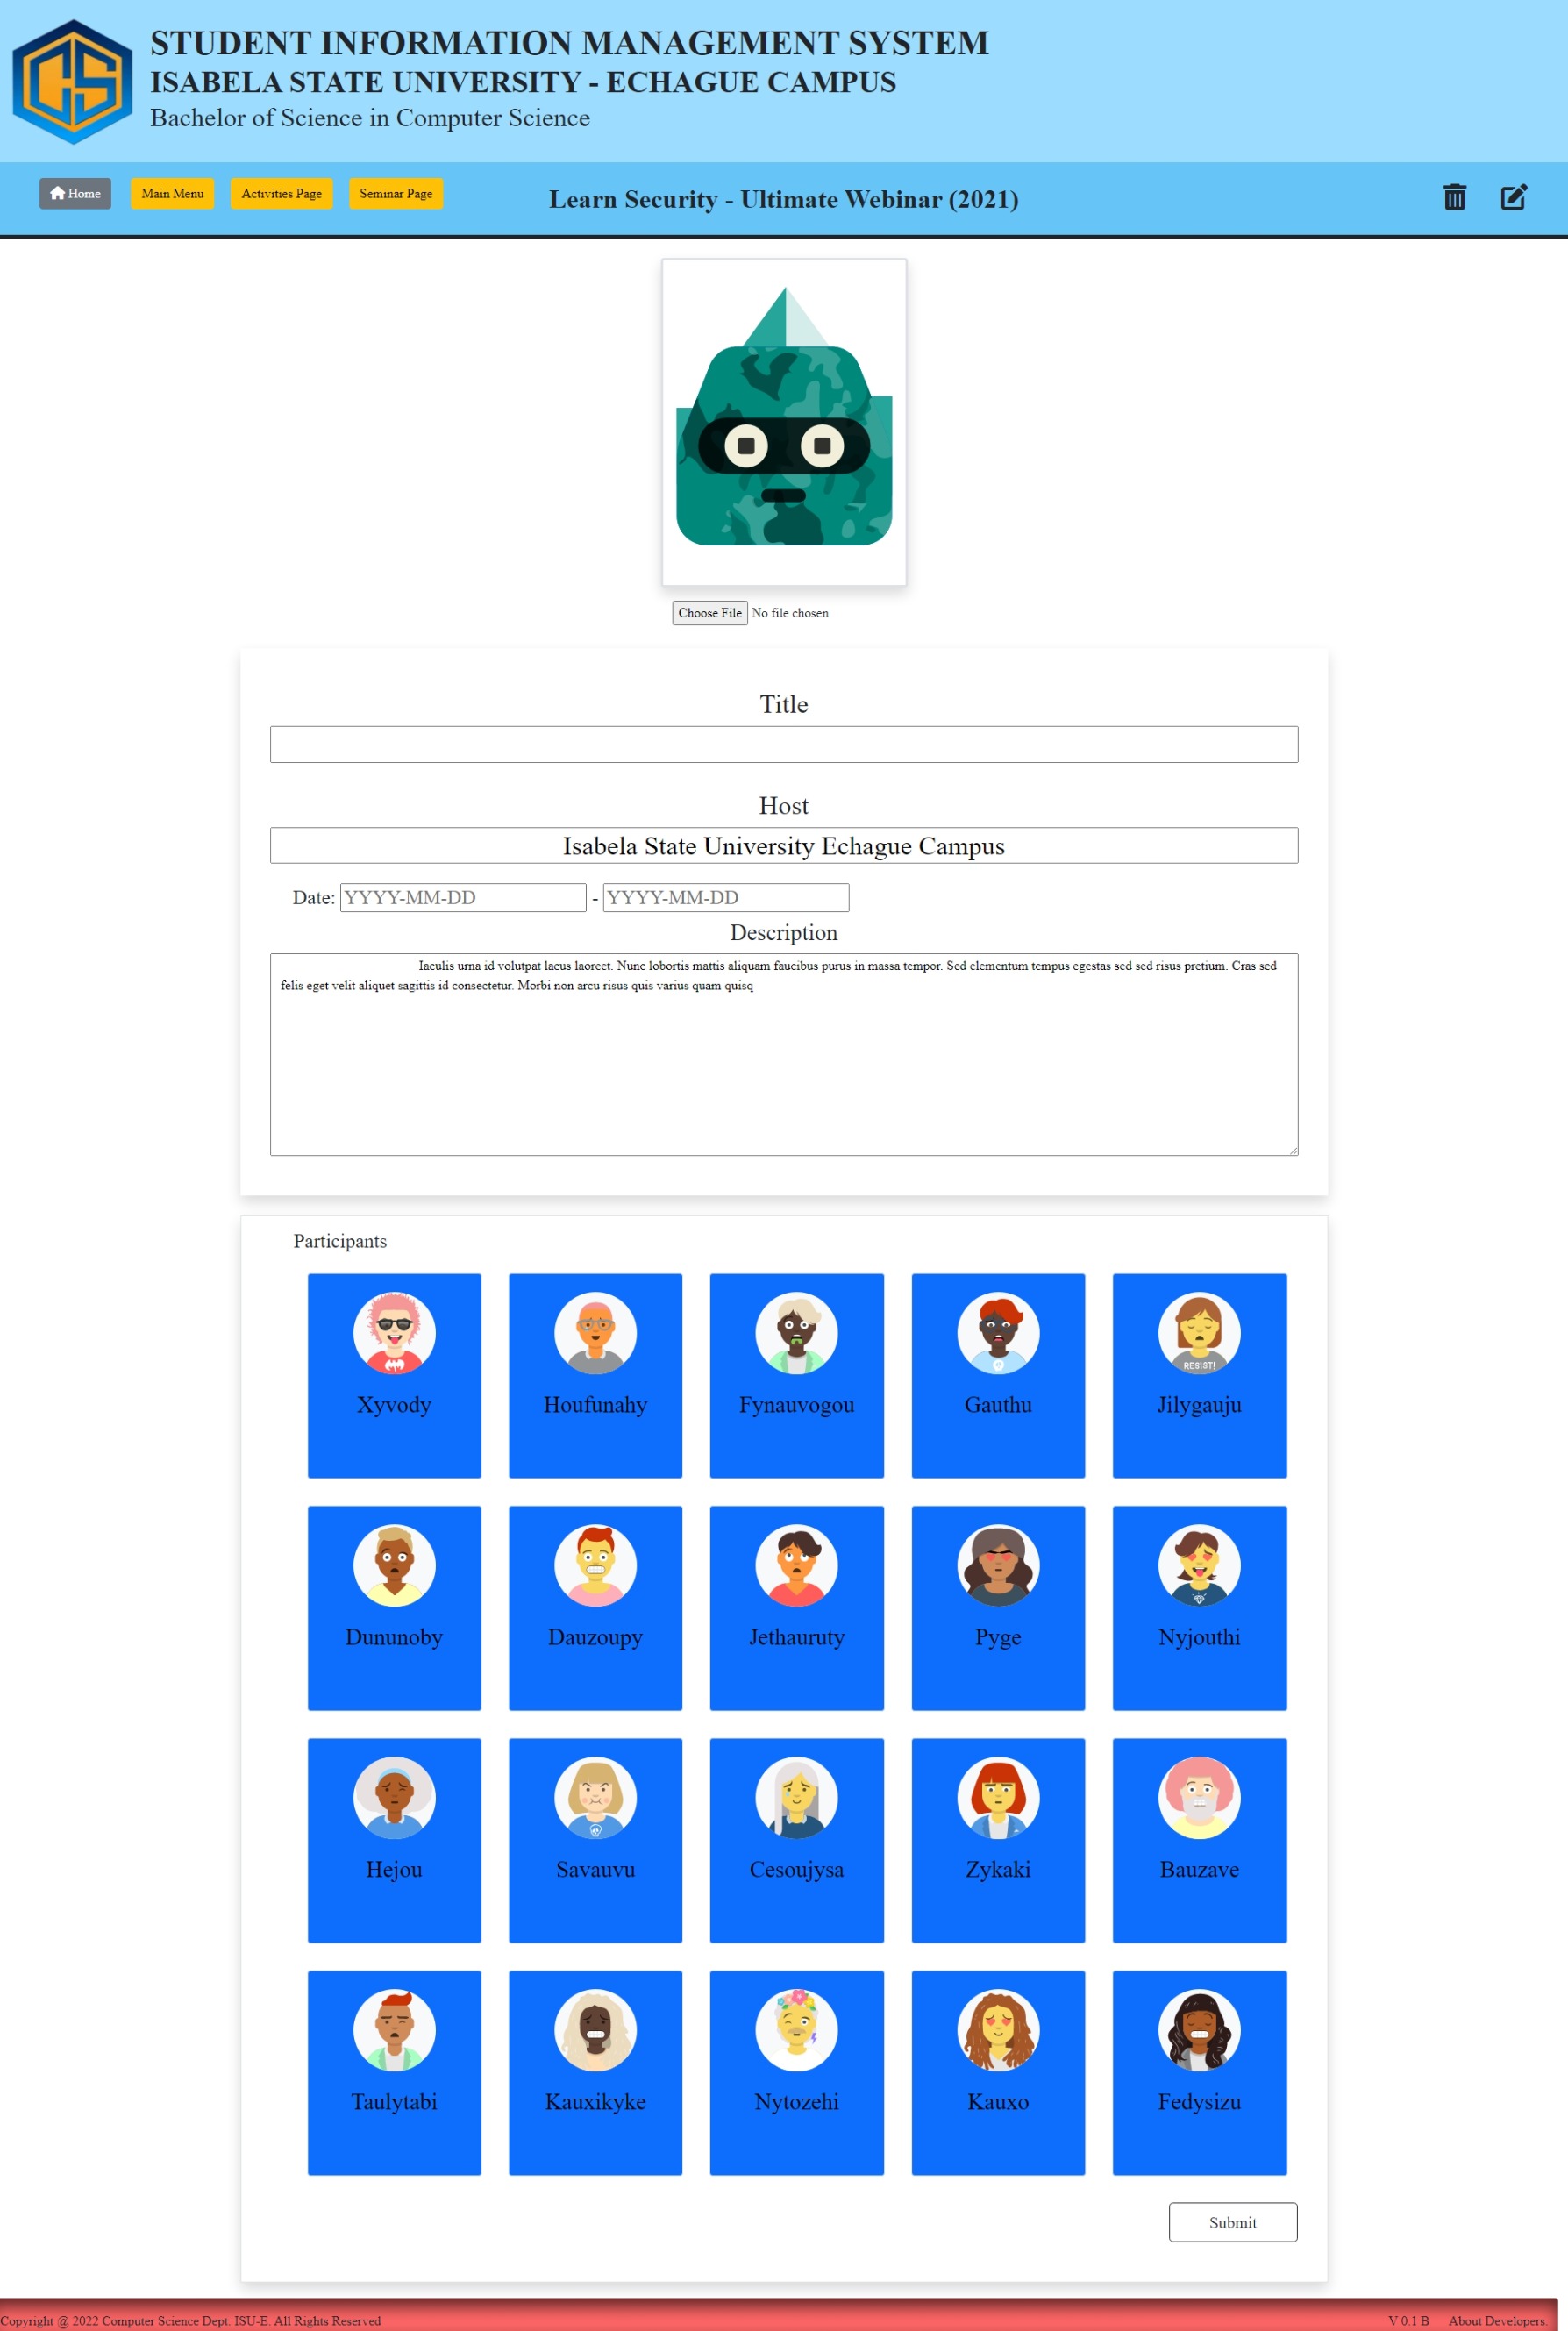 STUDENT INFORMATION MANAGEMENT SYSTEM
ISABELA STATE UNIVERSITY - ECHAGUE CAMPUS
Bachelor of Science in Computer Science
CS
Home Main Menu Activities Page Seminar Page Learn Security - Ultimate Webinar (2021)
Choose File No file chosen
Title
Host
Isabela State University Echague Campus
Date: YYYY-MM-DD - YYYY-MM-DD
Description
Iaculis urna id volutpat lacus laoreet. Nunc lobortis mattis aliquam faucibus purus in massa tempor. Sed elementum tempus egestas sed sed risus pretium. Cras sed
felis eget velit aliquet sagittis id consectetur. Morbi non arcu risus quis varius quam quisq
Participants
RESIST!
Xyvody Houfunahy Fynauvogou Gauthu Jilygauju
Dununoby Dauzoupy Jethauruty Pyge Nyjouthi
Hejou Savauvu Cesoujysa Zykaki Bauzave
Taulytabi Kauxikyke Nytozehi Kauxo Fedysizu
Submit
Copyright @ 2022 Computer Science Dept. ISU-E. All Rights Reserved V 0.1 B About Developers.